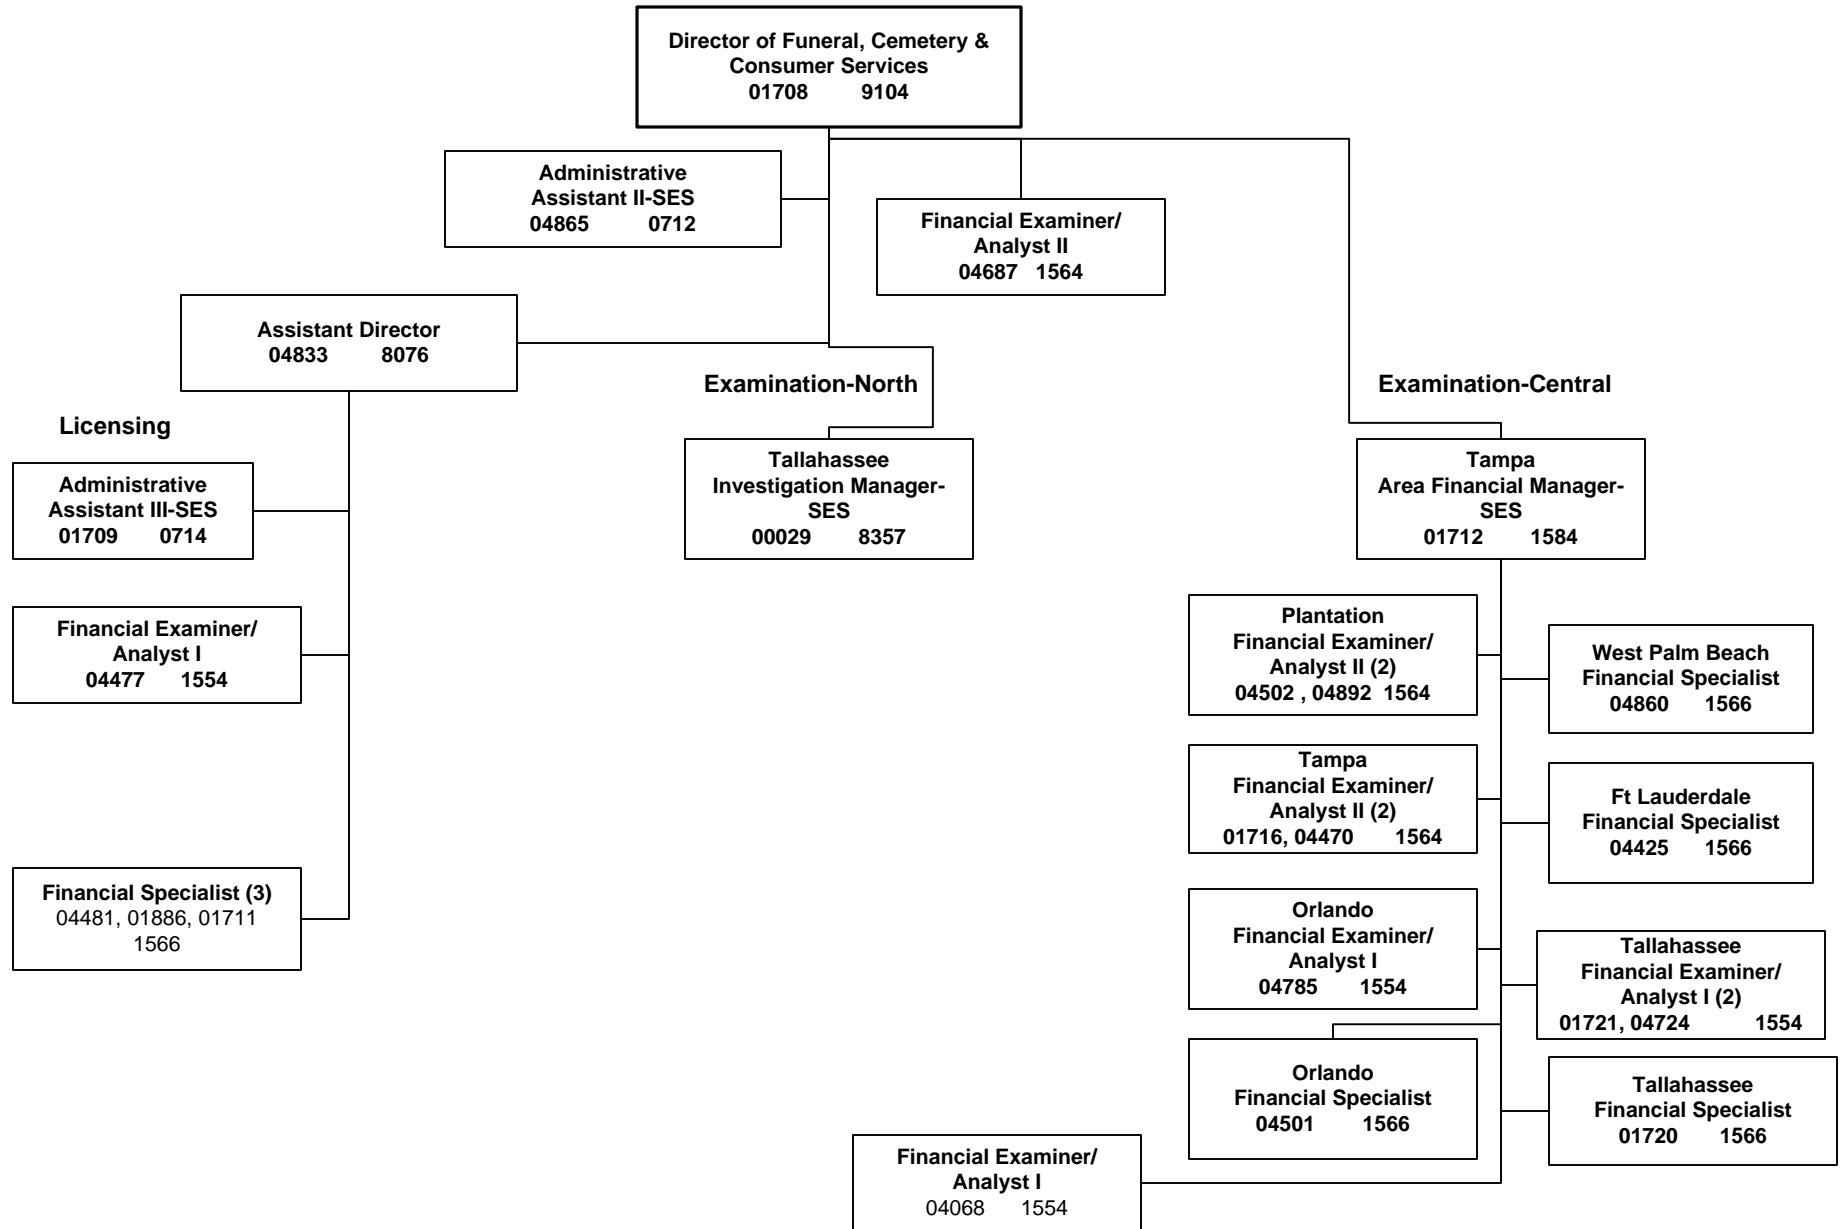 Director of Funeral, Cemetery &
Consumer Services
01708 9104
Administrative
Assistant II-SES
04865 0712
Financial Examiner/
Analyst II
04687 1564
Assistant Director
04833 8076
Licensing
Administrative
Assistant III-SES
01709 0714
Financial Examiner/
Analyst I
04477 1554
Financial Specialist (3)
04481, 01886, 01711
1566
Examination-North
Tallahassee
Investigation Manager-
SES
00029 8357
Examination-Central
Tampa
Area Financial Manager-
SES
01712 1584
Plantation
Financial Examiner/
Analyst II (2)
04502 , 04892 1564
West Palm Beach
Financial Specialist
04860 1566
Tampa
Financial Examiner/
Analyst II (2)
01716, 04470 1564
Ft Lauderdale
Financial Specialist
04425 1566
Orlando
Financial Examiner/
Analyst I
04785 1554
Tallahassee
Financial Examiner/
Analyst I (2)
01721, 04724 1554
Orlando
Financial Specialist
04501 1566
Tallahassee
Financial Specialist
01720 1566
Financial Examiner/
Analyst I
04068 1554